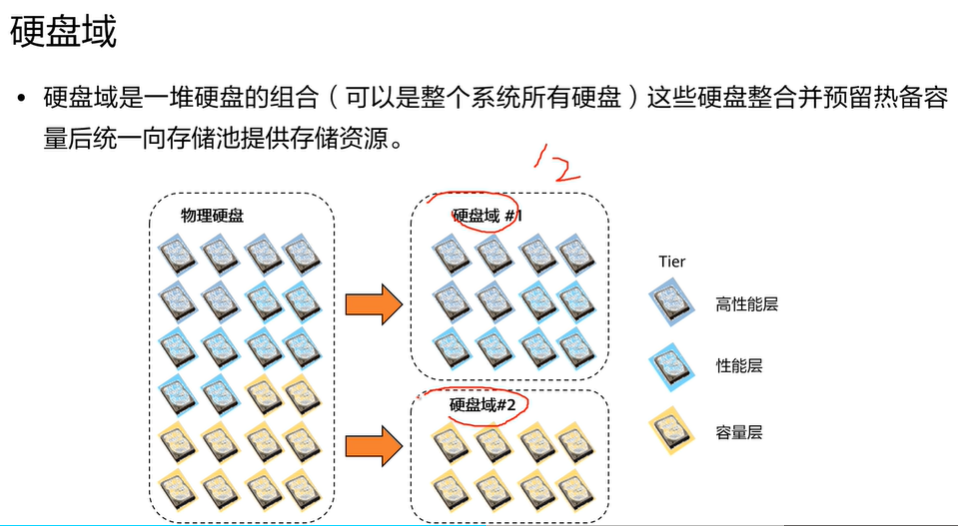 硬盘域
• 硬盘域是一堆硬盘的组合（可以是整个系统所有硬盘）这些硬盘整合并预留热备容
量后统一向存储池提供存储资源。
12
物理硬盘
硬盘域 #1
硬盘域#2
Tier
高性能层
性能层
容量层